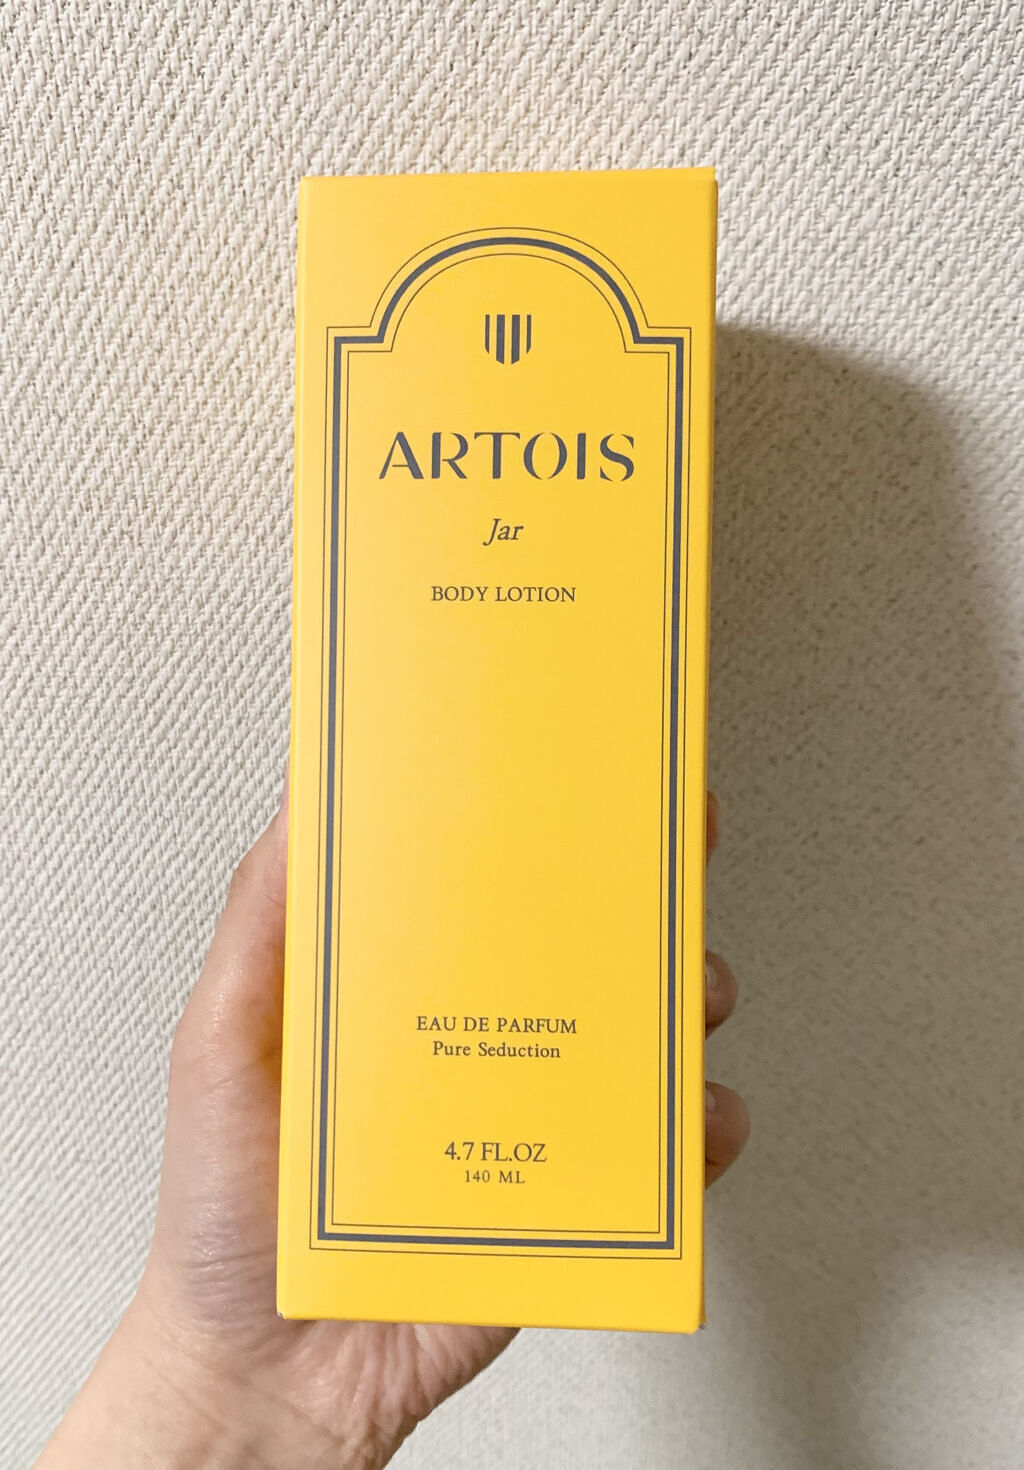 ARTOIS
Jar
BODY LOTION
EAU DE PARFUM
Pure Seduction
4.7 FL.OZ
140 ML